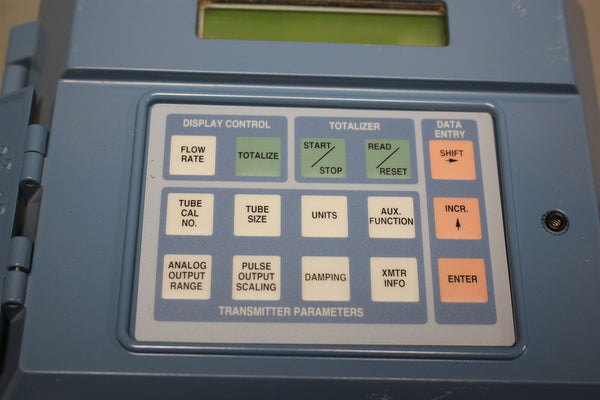 DISPLAY CONTROL
FLOW
RATE
TOTALIZE
TOTALIZER
START
STOP
READ
RESET
DATA
ENTRY
SHIFT
INCR.
ENTER
TUBE
CAL
NO.
TUBE
SIZE
UNITS
AUX.
FUNCTION
ANALOG
OUTPUT
RANGE
PULSE
OUTPUT
SCALING
DAMPING
XMTR
INFO
TRANSMITTER PARAMETERS